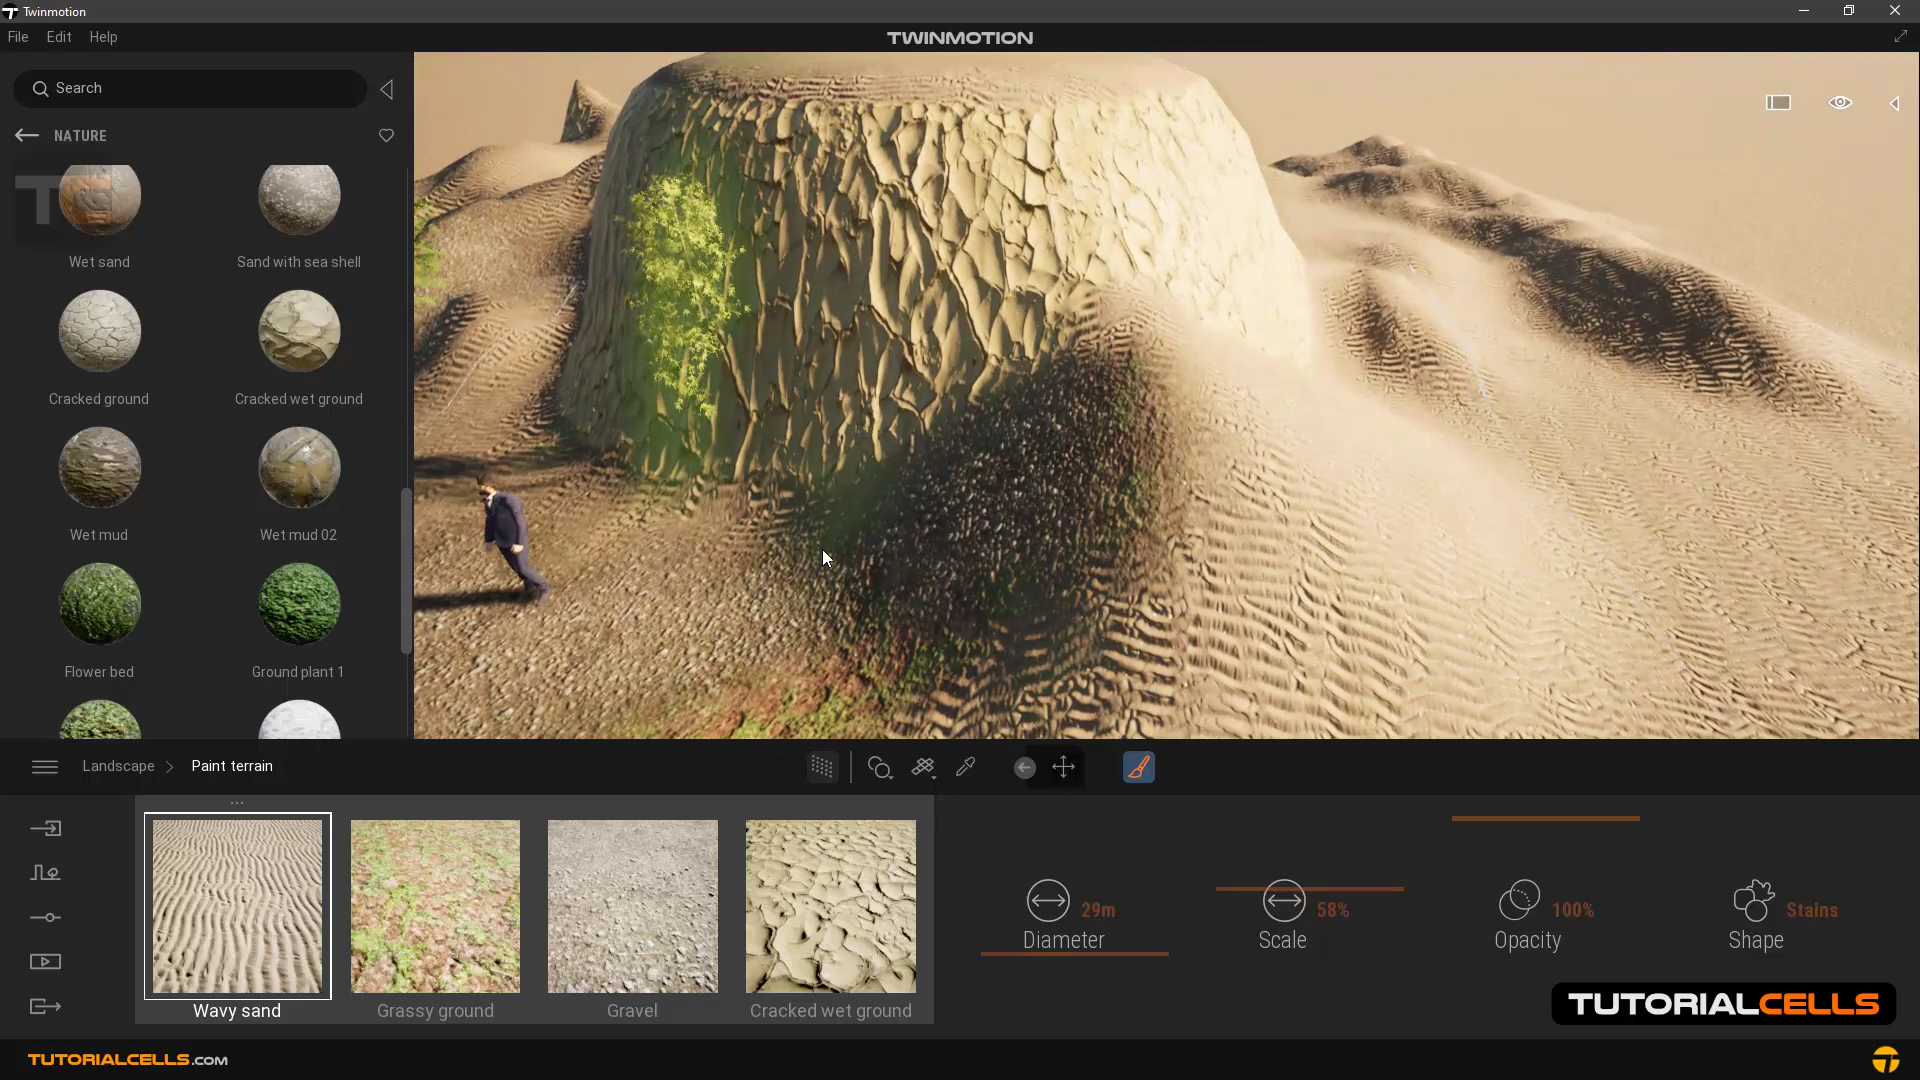 Twinmotion
File Edit Help
TWINMOTION
Search
NATURE
Wet sand
Sand with sea shell
Cracked ground
Cracked wet ground
Wet mud
Wet mud 02
Flower bed
Ground plant 1
Landscape > Paint terrain
...
Wavy sand
Grassy ground
Gravel
Cracked wet ground
29m
Diameter
58%
Scale
100%
Opacity
Stains
Shape
TUTORIALCELLS
TUTORIALCELLS.COM